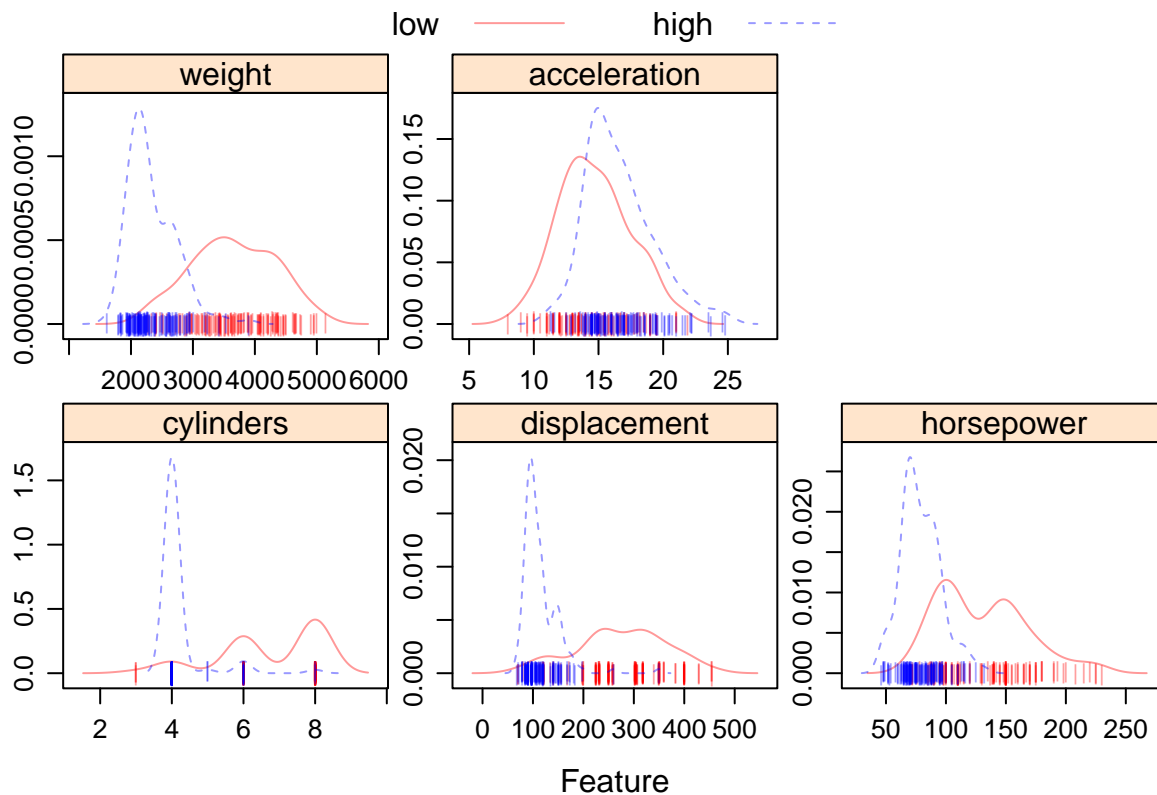 low high
weight acceleration
0.0000 0.0005 0.0010
0.00 0.05 0.10 0.15
2000 3000 4000 5000 6000
5 10 15 20 25
cylinders displacement horsepower
0.0 0.5 1.0 1.5
0.000 0.010 0.020
0.000 0.010 0.020
2 4 6 8
0 100 200 300 400 500
50 100 150 200 250
Feature